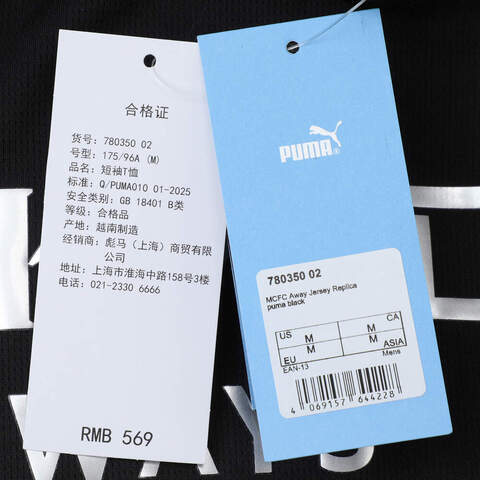 合格证
货号: 780350 02
号型: 175/96A (M)
品名: 短袖T恤
标准: Q/PUMA010 01-2025
安全类别: GB 18401 B类
等级: 合格品
产地: 越南制造
经销商: 彪马（上海）商贸有限公司
地址: 上海市淮海中路158号3楼
电话: 021-2330 6666
RMB 569
PUMA
780350 02
MCFC Away Jersey Replica
puma black
US M M CA
EU M M ASIA
EAN-13 Mens
4 069157 644228
WAYS